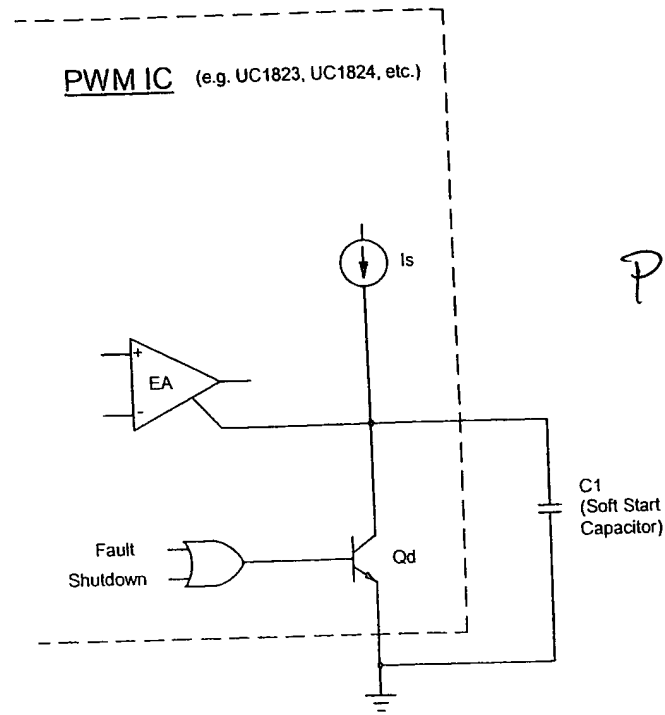 PWM IC (e.g. UC1823, UC1824, etc.)
Is
P
+
EA
-
C1
(Soft Start
Capacitor)
Fault
Shutdown
Qd